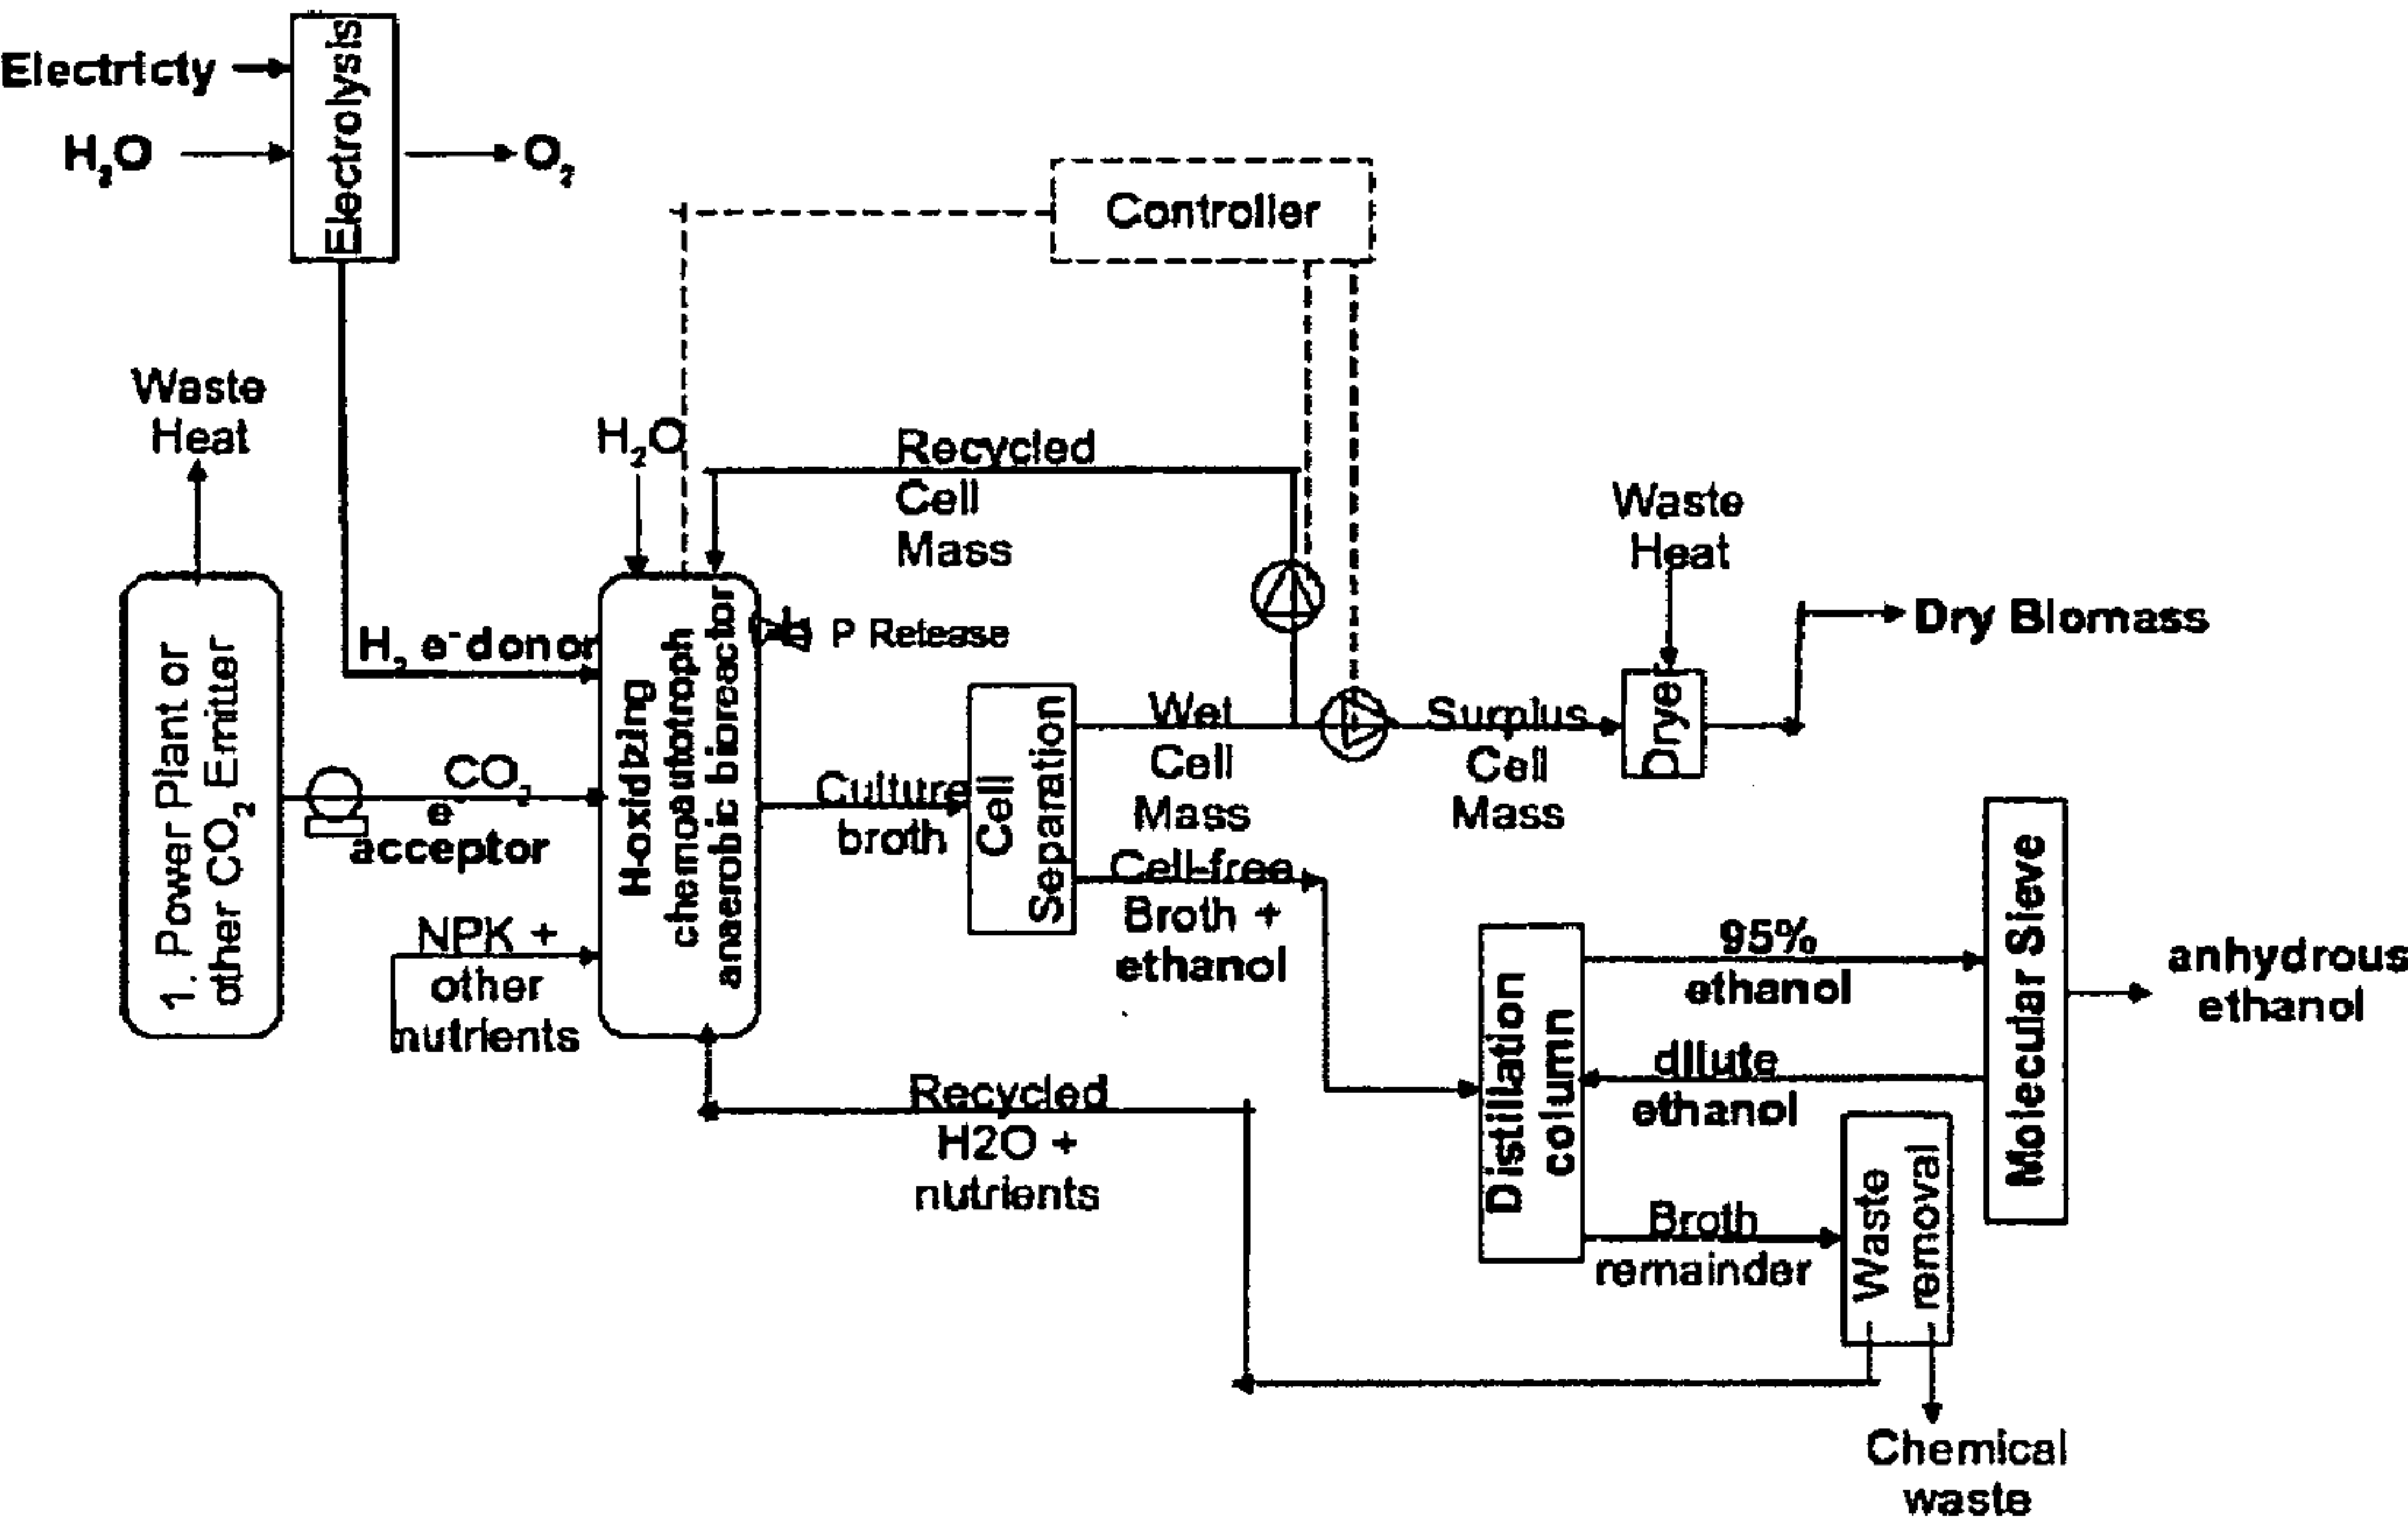 Electricty
H₂O
Electrolysis
O₂
Controller
Waste
Heat
H₂O
Recycled
Cell
Mass
Waste
Heat
1. Power Plant or
other CO₂ Emitter
H₂ e⁻ donor
CO₂
e⁻
acceptor
NPK +
other
nutrients
H-oxidizing
chemoautotroph
anaerobic bioreactor
P Release
Culture
broth
Cell
Separation
Wet
Cell
Mass
Surplus
Cell
Mass
Dryer
Dry Biomass
Cell-free
Broth +
ethanol
Distillation
column
95%
ethanol
dilute
ethanol
Broth
remainder
Molecular Sieve
anhydrous
ethanol
Waste
removal
Recycled
H2O +
nutrients
Chemical
waste